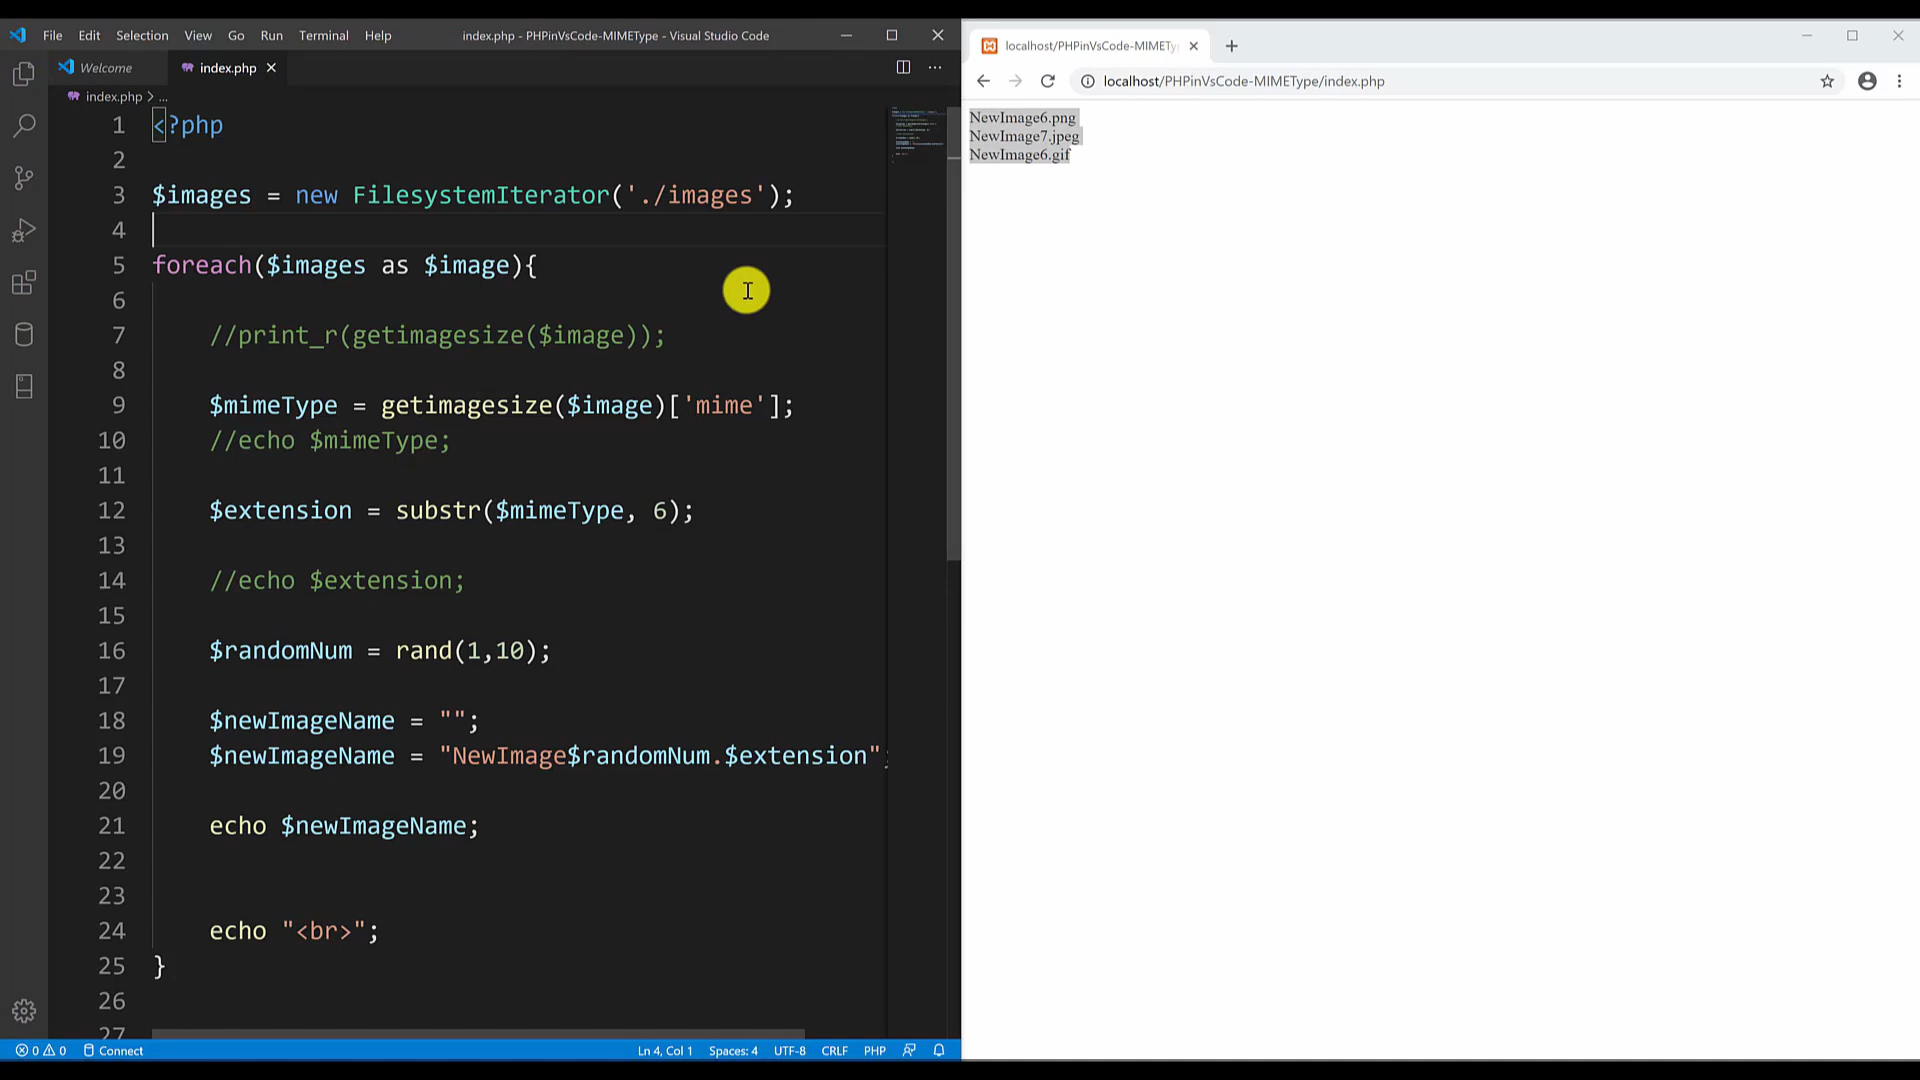 File Edit Selection View Go Run Terminal Help index.php - PHPinVsCode-MIMEType - Visual Studio Code
Welcome index.php
index.php > ...
1 <?php
2
3 $images = new FilesystemIterator('./images');
4
5 foreach($images as $image){
6
7 //print_r(getimagesize($image));
8
9 $mimeType = getimagesize($image)['mime'];
10 //echo $mimeType;
11
12 $extension = substr($mimeType, 6);
13
14 //echo $extension;
15
16 $randomNum = rand(1,10);
17
18 $newImageName = "";
19 $newImageName = "NewImage$randomNum.$extension";
20
21 echo $newImageName;
22
23
24 echo "<br>";
25 }
26
27
0 0 Connect Ln 4, Col 1 Spaces: 4 UTF-8 CRLF PHP
localhost/PHPinVsCode-MIMETy
localhost/PHPinVsCode-MIMEType/index.php
NewImage6.png
NewImage7.jpeg
NewImage6.gif